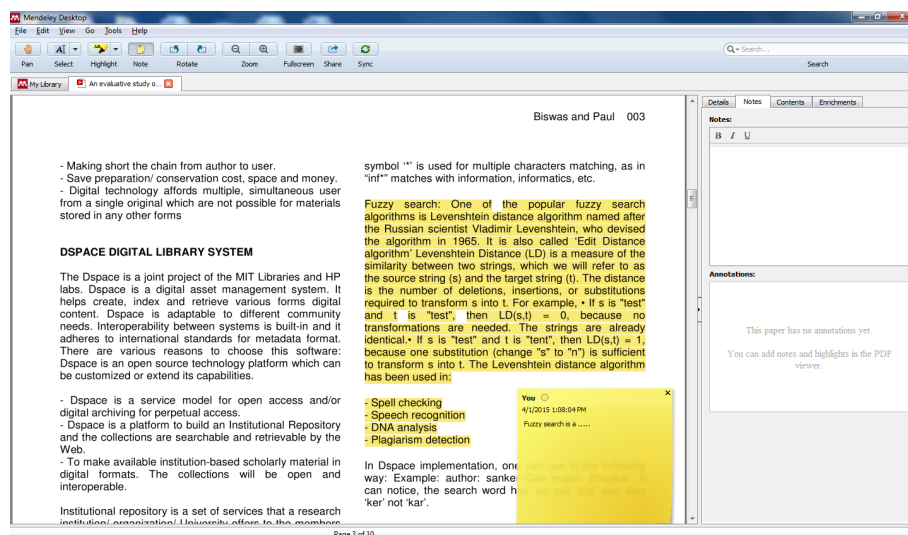 Mendeley Desktop
File Edit View Go Tools Help
Pan Select Highlight Note Rotate Zoom Fullscreen Share Sync
Search...
Search
My Library An evaluative study o...
Biswas and Paul 003
- Making short the chain from author to user.
- Save preparation/ conservation cost, space and money.
- Digital technology affords multiple, simultaneous user
from a single original which are not possible for materials
stored in any other forms
DSPACE DIGITAL LIBRARY SYSTEM
The Dspace is a joint project of the MIT Libraries and HP
labs. Dspace is a digital asset management system. It
helps create, index and retrieve various forms digital
content. Dspace is adaptable to different community
needs. Interoperability between systems is built-in and it
adheres to international standards for metadata format.
There are various reasons to choose this software:
Dspace is an open source technology platform which can
be customized or extend its capabilities.
- Dspace is a service model for open access and/or
digital archiving for perpetual access.
- Dspace is a platform to build an Institutional Repository
and the collections are searchable and retrievable by the
Web.
- To make available institution-based scholarly material in
digital formats. The collections will be open and
interoperable.
Institutional repository is a set of services that a research
institution/ organization/ University offers to the members
symbol '*' is used for multiple characters matching, as in
"inf*" matches with information, informatics, etc.
Fuzzy search: One of the popular fuzzy search
algorithms is Levenshtein distance algorithm named after
the Russian scientist Vladimir Levenshtein, who devised
the algorithm in 1965. It is also called 'Edit Distance
algorithm' Levenshtein Distance (LD) is a measure of the
similarity between two strings, which we will refer to as
the source string (s) and the target string (t). The distance
is the number of deletions, insertions, or substitutions
required to transform s into t. For example, • If s is "test"
and t is "test", then LD(s,t) = 0, because no
transformations are needed. The strings are already
identical.• If s is "test" and t is "tent", then LD(s,t) = 1,
because one substitution (change "s" to "n") is sufficient
to transform s into t. The Levenshtein distance algorithm
has been used in:
- Spell checking
- Speech recognition
- DNA analysis
- Plagiarism detection
In Dspace implementation, one can use in the following
way: Example: author: sanker
can notice, the search word
'ker' not 'kar'.
You
4/1/2015 1:08:04 PM
Fuzzy search is a .....
Details Notes Contents Enrichments
Notes:
B I U
Annotations:
This paper has no annotations yet.
You can add notes and highlights in the PDF
viewer.
Page 3 of 10